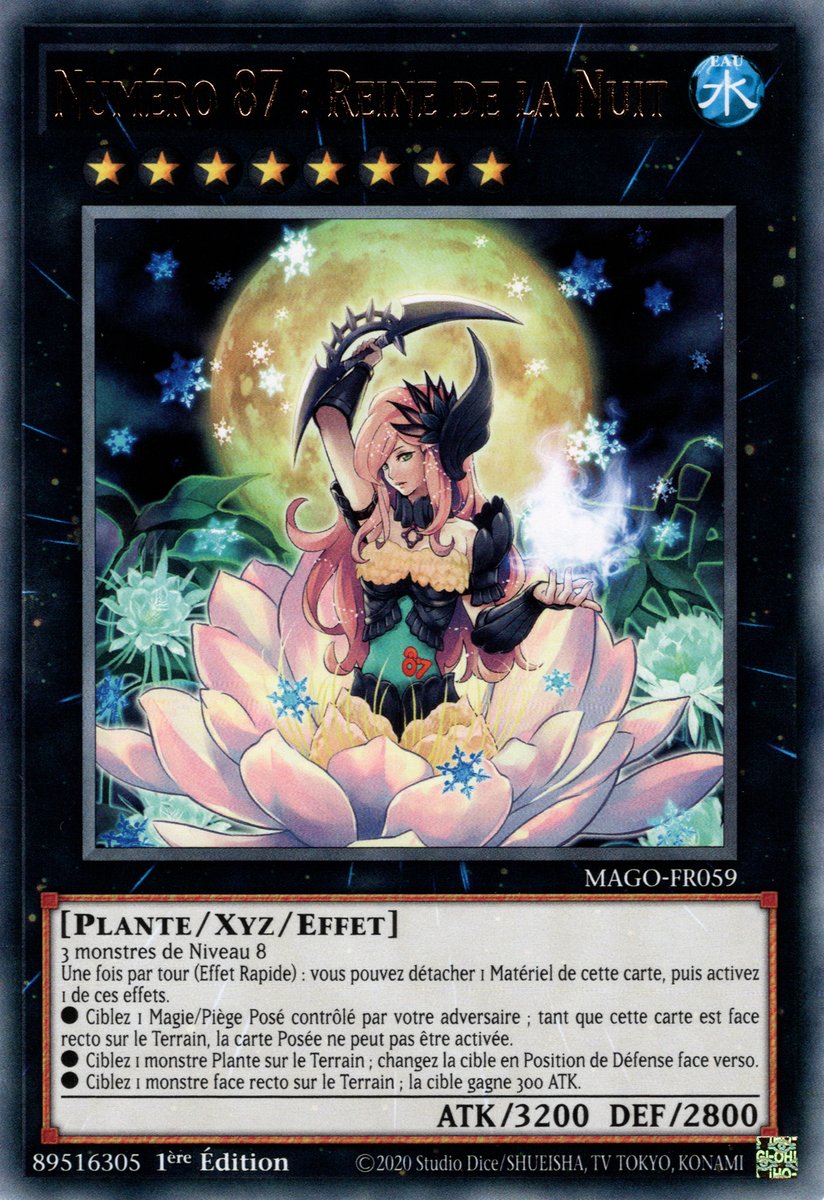 Numéro 87 : Reine de la Nuit
EAU
水
87
MAGO-FR059
[Plante/Xyz/Effet]
3 monstres de Niveau 8
Une fois par tour (Effet Rapide) : vous pouvez détacher 1 Matériel de cette carte, puis activez
1 de ces effets.
● Ciblez 1 Magie/Piège Posé contrôlé par votre adversaire ; tant que cette carte est face
recto sur le Terrain, la carte Posée ne peut pas être activée.
● Ciblez 1 monstre Plante sur le Terrain ; changez la cible en Position de Défense face verso.
● Ciblez 1 monstre face recto sur le Terrain ; la cible gagne 300 ATK.
ATK/3200 DEF/2800
89516305 1ère Édition ©2020 Studio Dice/SHUEISHA, TV TOKYO, KONAMI